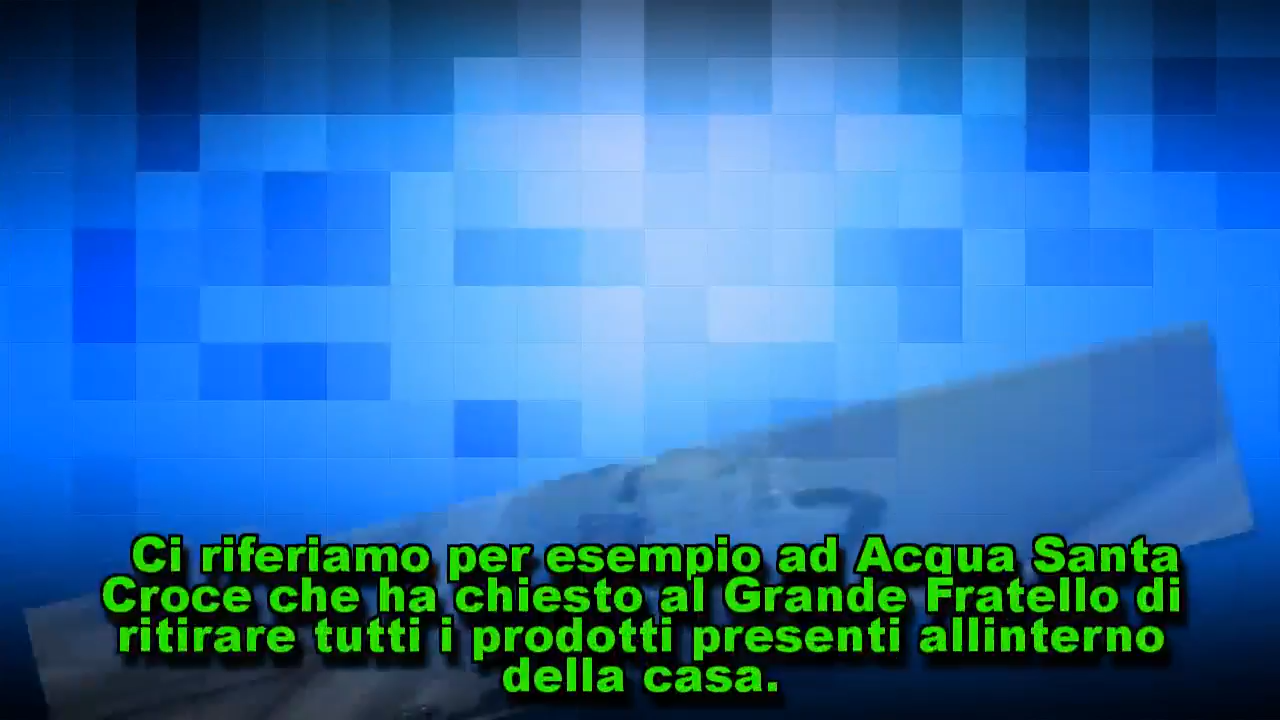 Ci riferiamo per esempio ad Acqua Santa
Croce che ha chiesto al Grande Fratello di
ritirare tutti i prodotti presenti allinterno
della casa.